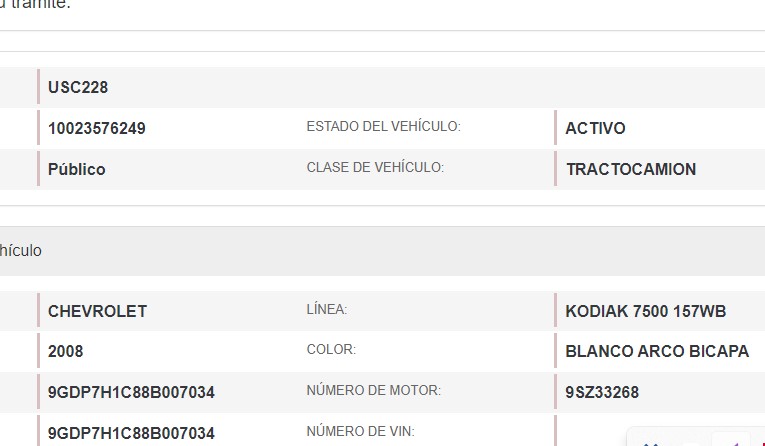 u trámite.
USC228
10023576249 ESTADO DEL VEHÍCULO: ACTIVO
Público CLASE DE VEHÍCULO: TRACTOCAMION
hículo
CHEVROLET LÍNEA: KODIAK 7500 157WB
2008 COLOR: BLANCO ARCO BICAPA
9GDP7H1C88B007034 NÚMERO DE MOTOR: 9SZ33268
9GDP7H1C88B007034 NÚMERO DE VIN: